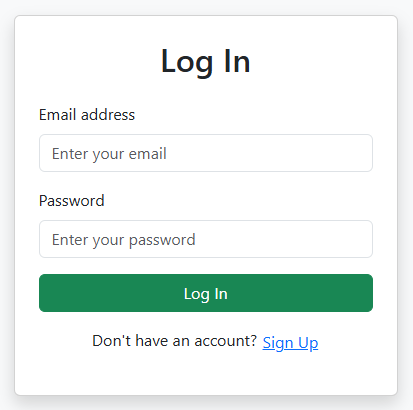 Log In
Email address
Enter your email
Password
Enter your password
Log In
Don't have an account? Sign Up